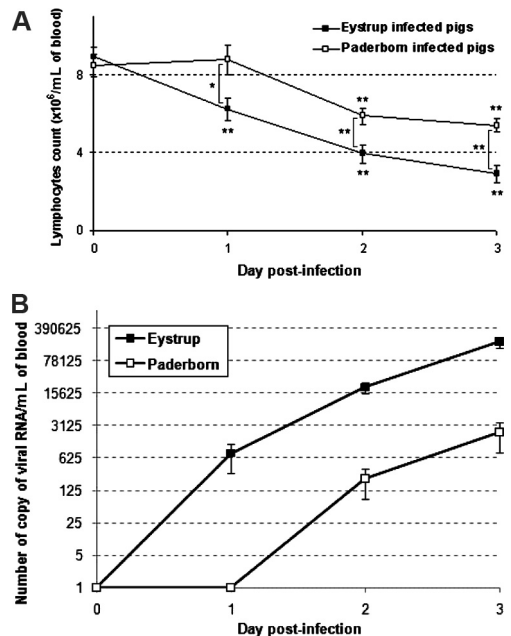 A
Lymphocytes count (x10^6/mL of blood)
Eystrup infected pigs
Paderborn infected pigs
8
4
0
*
**
**
**
**
**
**
**
0 1 2 3
Day post-infection
B
Number of copy of viral RNA/mL of blood
Eystrup
Paderborn
390625
78125
15625
3125
625
125
25
5
1
0 1 2 3
Day post-infection